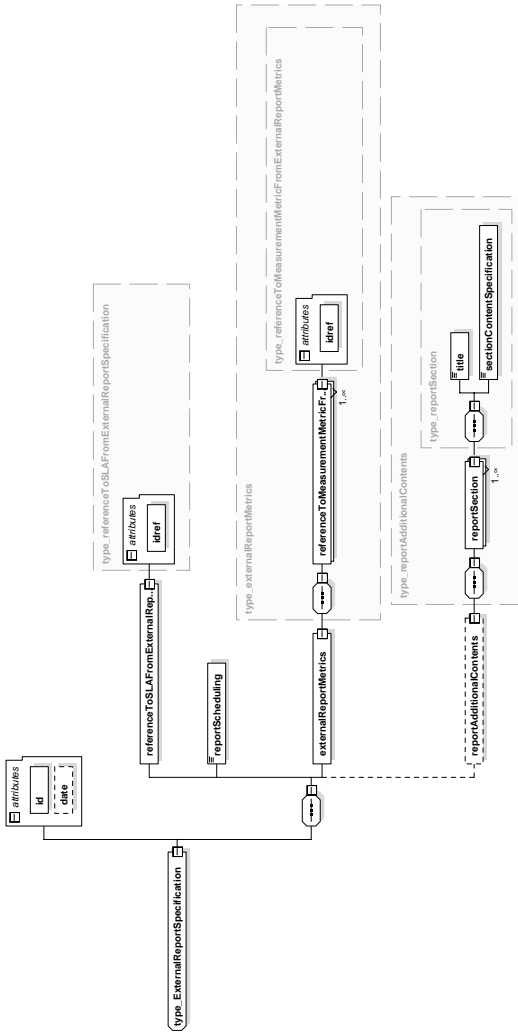 type_ExternalReportSpecification
attributes
id
date
type_referenceToSLAFromExternalReportSpecification
referenceToSLAFromExternalRep...
attributes
idref
reportScheduling
type_externalReportMetrics
externalReportMetrics
type_referenceToMeasurementMetricFromExternalReportMetrics
referenceToMeasurementMetricFr...
1..∞
attributes
idref
type_reportAdditionalContents
reportAdditionalContents
type_reportSection
reportSection
1..∞
title
sectionContentSpecification